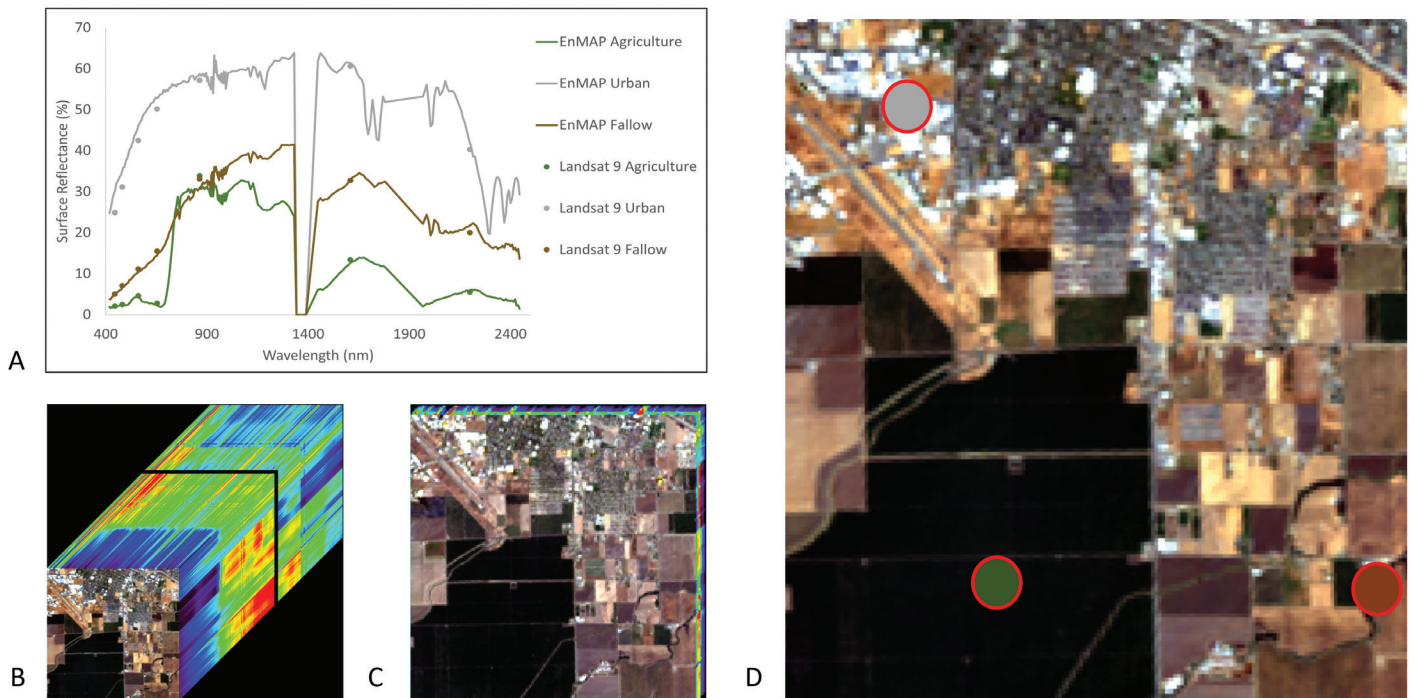 70
60
50
40
30
20
10
0
Surface Reflectance (%)
400 900 1400 1900 2400
Wavelength (nm)
EnMAP Agriculture
EnMAP Urban
EnMAP Fallow
Landsat 9 Agriculture
Landsat 9 Urban
Landsat 9 Fallow
A
B
C
D